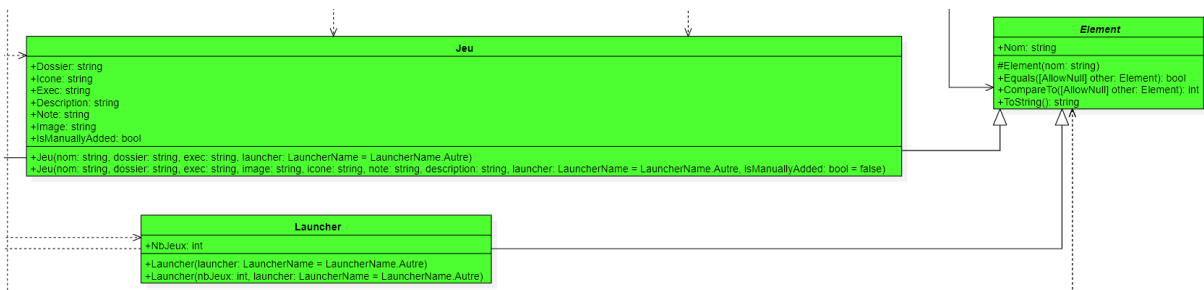 Jeu
+Dossier: string
+Icone: string
+Exec: string
+Description: string
+Note: string
+Image: string
+IsManuallyAdded: bool
+Jeu(nom: string, dossier: string, exec: string, launcher: LauncherName = LauncherName.Autre)
+Jeu(nom: string, dossier: string, exec: string, image: string, icone: string, note: string, description: string, launcher: LauncherName = LauncherName.Autre, isManuallyAdded: bool = false)
Element
+Nom: string
#Element(nom: string)
+Equals([AllowNull] other: Element): bool
+CompareTo([AllowNull] other: Element): int
+ToString(): string
Launcher
+NbJeux: int
+Launcher(launcher: LauncherName = LauncherName.Autre)
+Launcher(nbJeux: int, launcher: LauncherName = LauncherName.Autre)